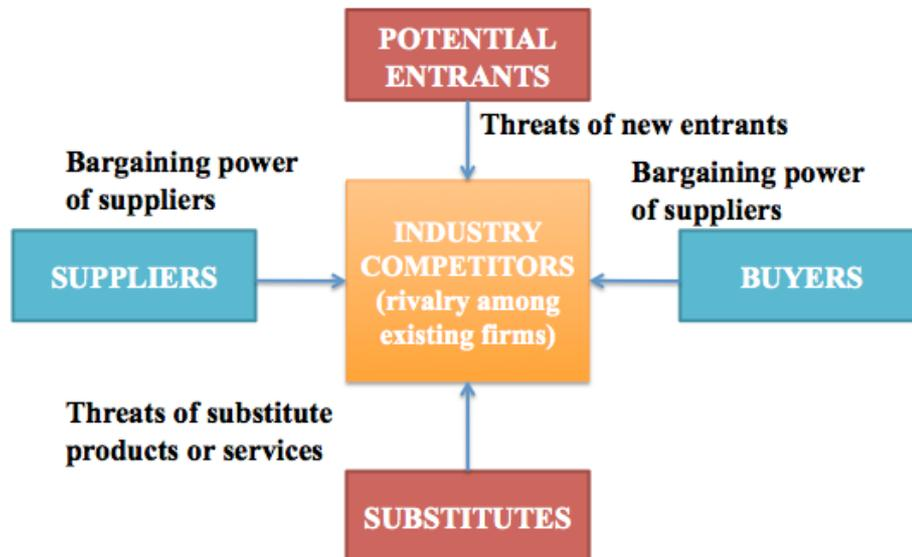 POTENTIAL
ENTRANTS
Threats of new entrants
Bargaining power
of suppliers
Bargaining power
of suppliers
SUPPLIERS
INDUSTRY
COMPETITORS
(rivalry among
existing firms)
BUYERS
Threats of substitute
products or services
SUBSTITUTES